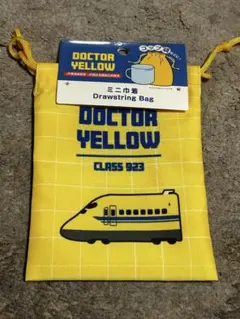 DOCTOR
YELLOW
ミニ巾着
Drawstring Bag
DOCTOR
YELLOW
CLASS 923